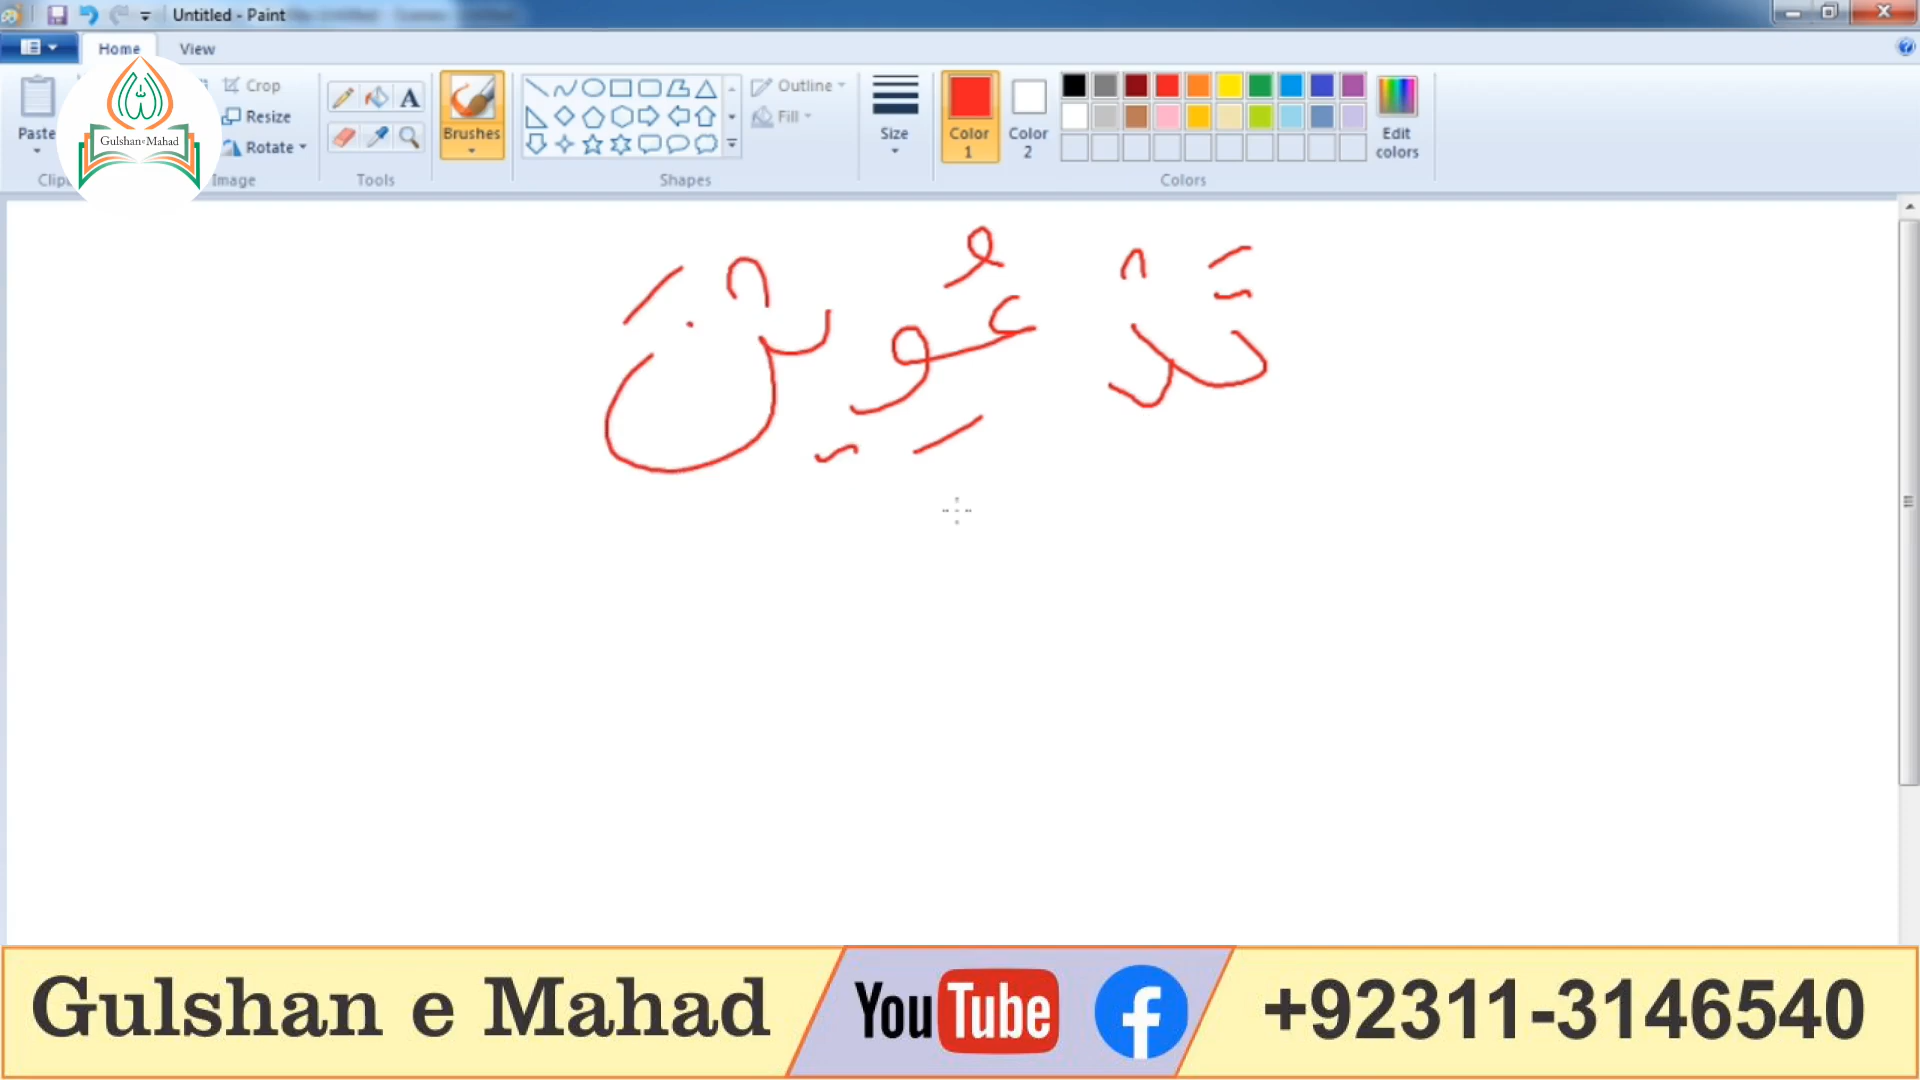 Untitled - Paint
Home View
Paste
Crop
Resize
Rotate
Image
Tools
Brushes
Shapes
Outline
Fill
Size
Color 1
Color 2
Colors
Edit colors
Gulshan e Mahad
تَدْعُوِيْنَ
Gulshan e Mahad YouTube f +92311-3146540